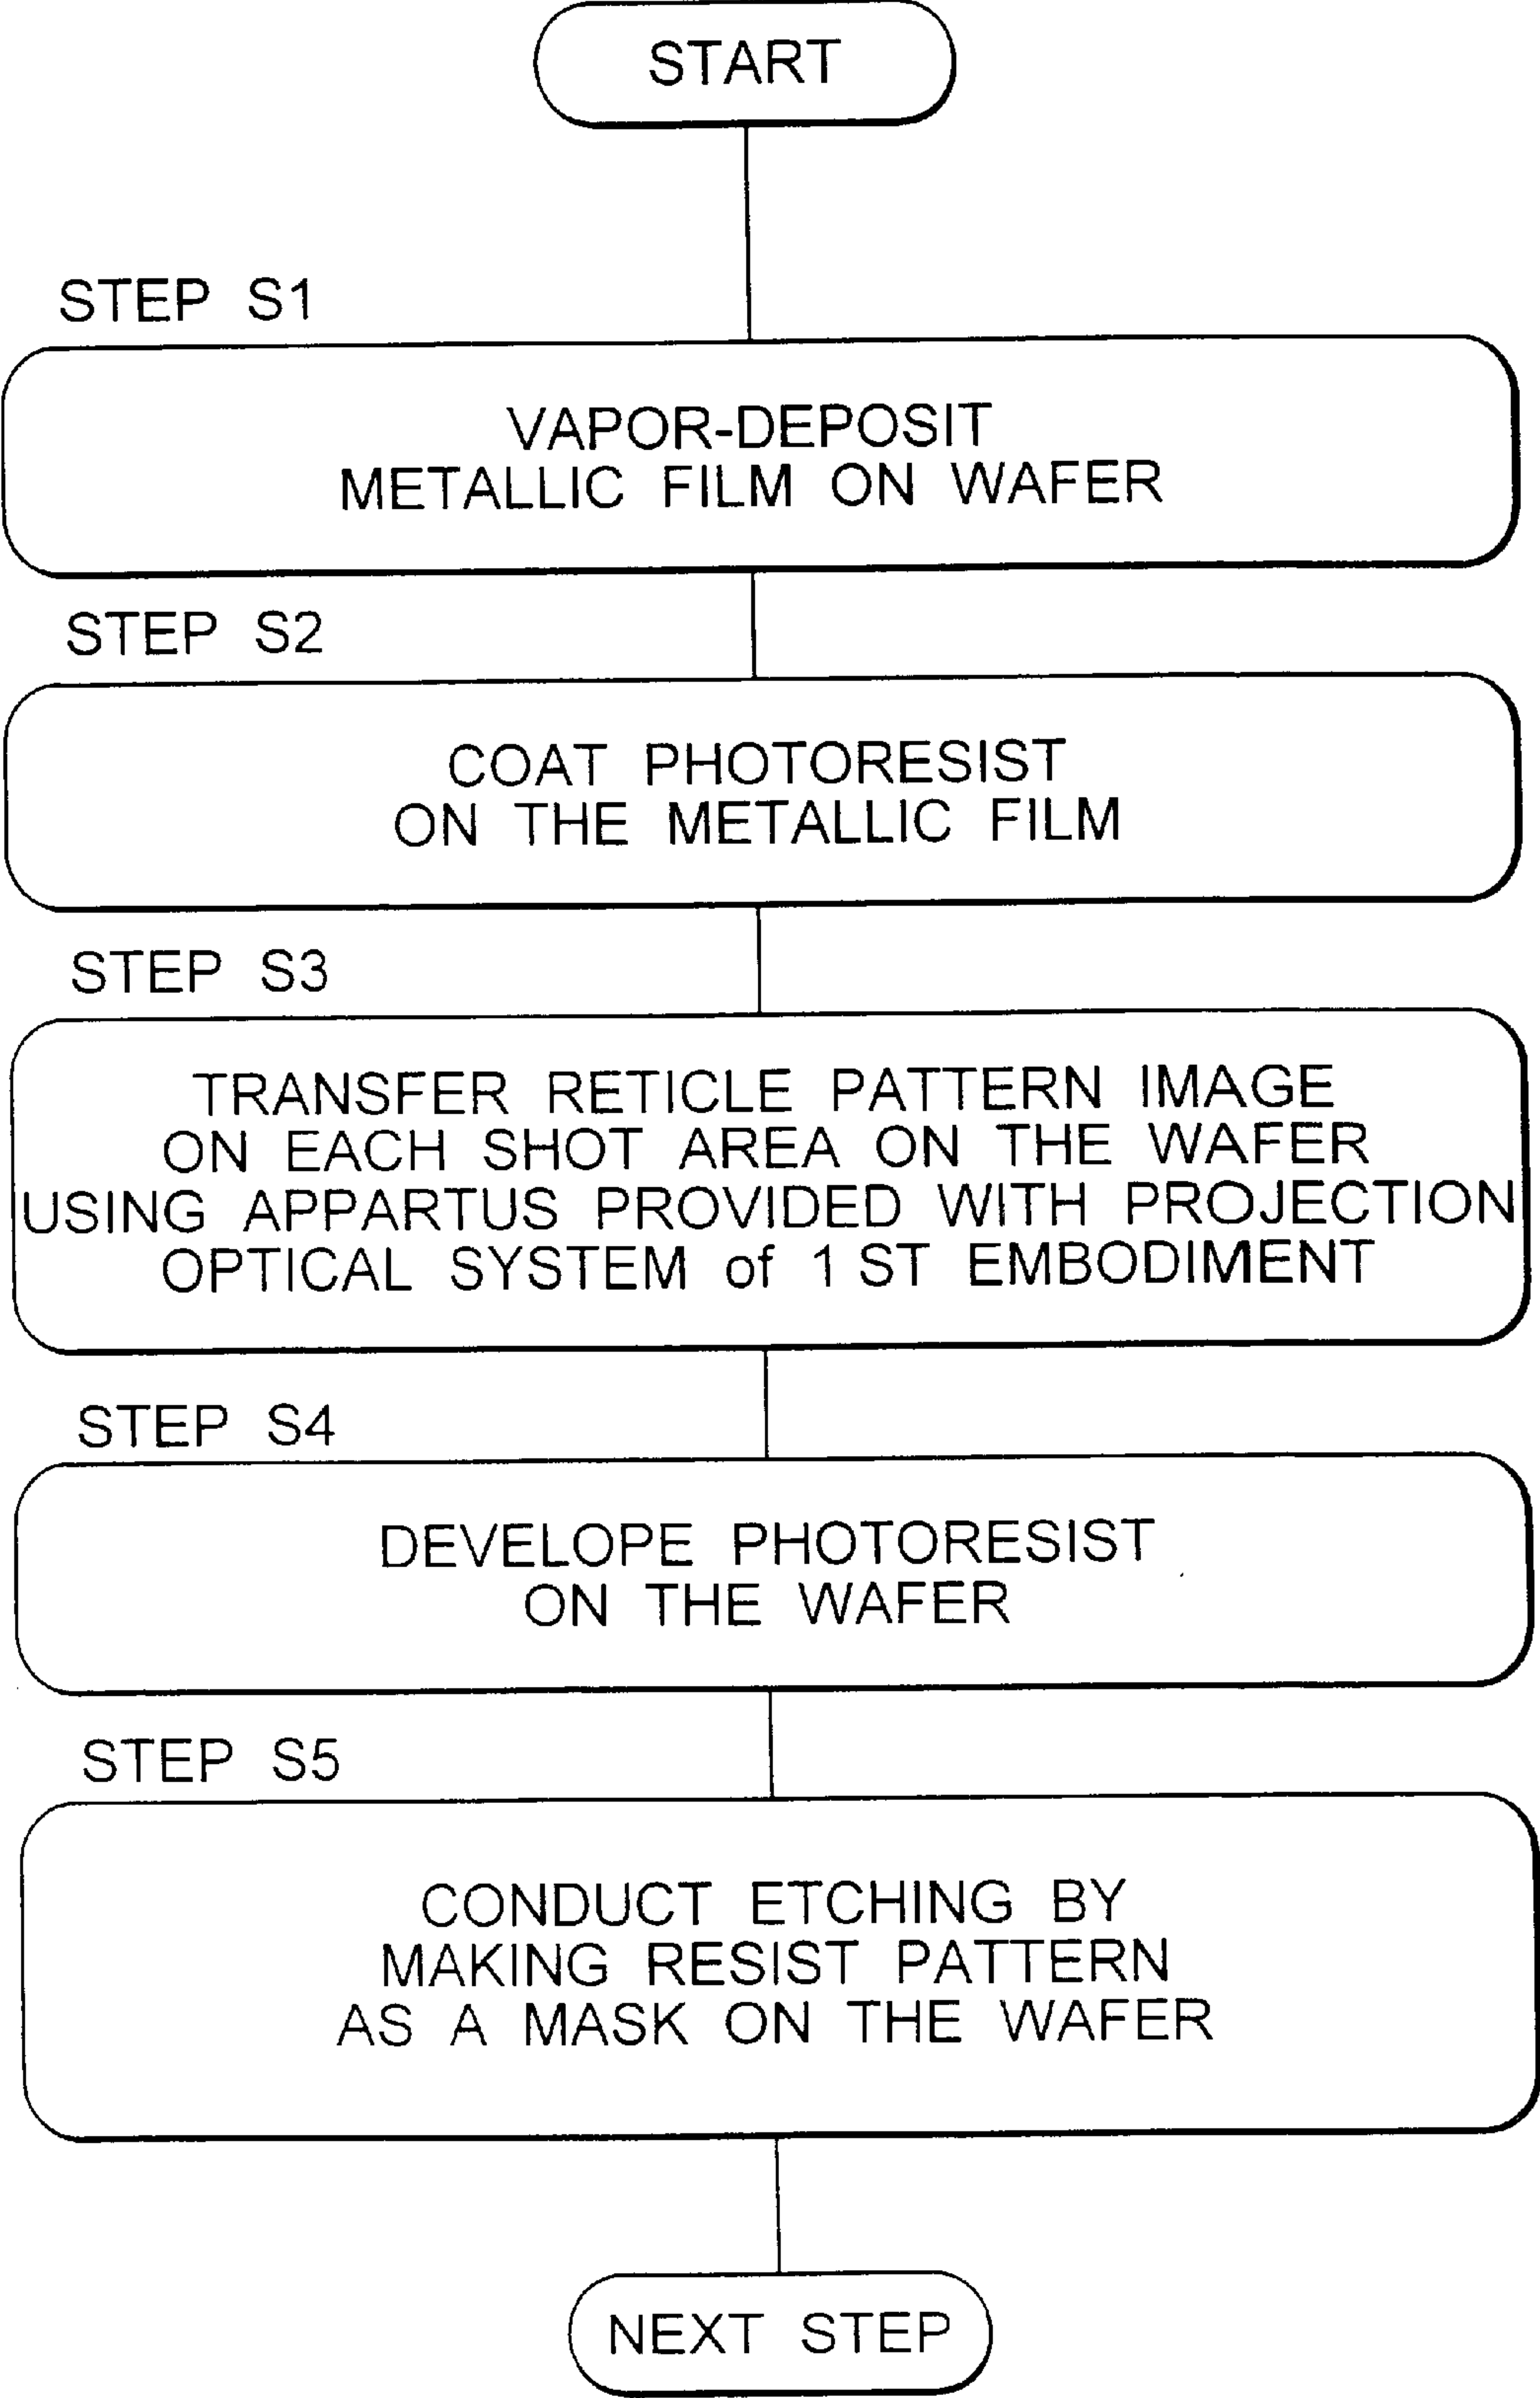 START
STEP S1
VAPOR-DEPOSIT
METALLIC FILM ON WAFER
STEP S2
COAT PHOTORESIST
ON THE METALLIC FILM
STEP S3
TRANSFER RETICLE PATTERN IMAGE
ON EACH SHOT AREA ON THE WAFER
USING APPARTUS PROVIDED WITH PROJECTION
OPTICAL SYSTEM of 1 ST EMBODIMENT
STEP S4
DEVELOPE PHOTORESIST
ON THE WAFER
STEP S5
CONDUCT ETCHING BY
MAKING RESIST PATTERN
AS A MASK ON THE WAFER
NEXT STEP